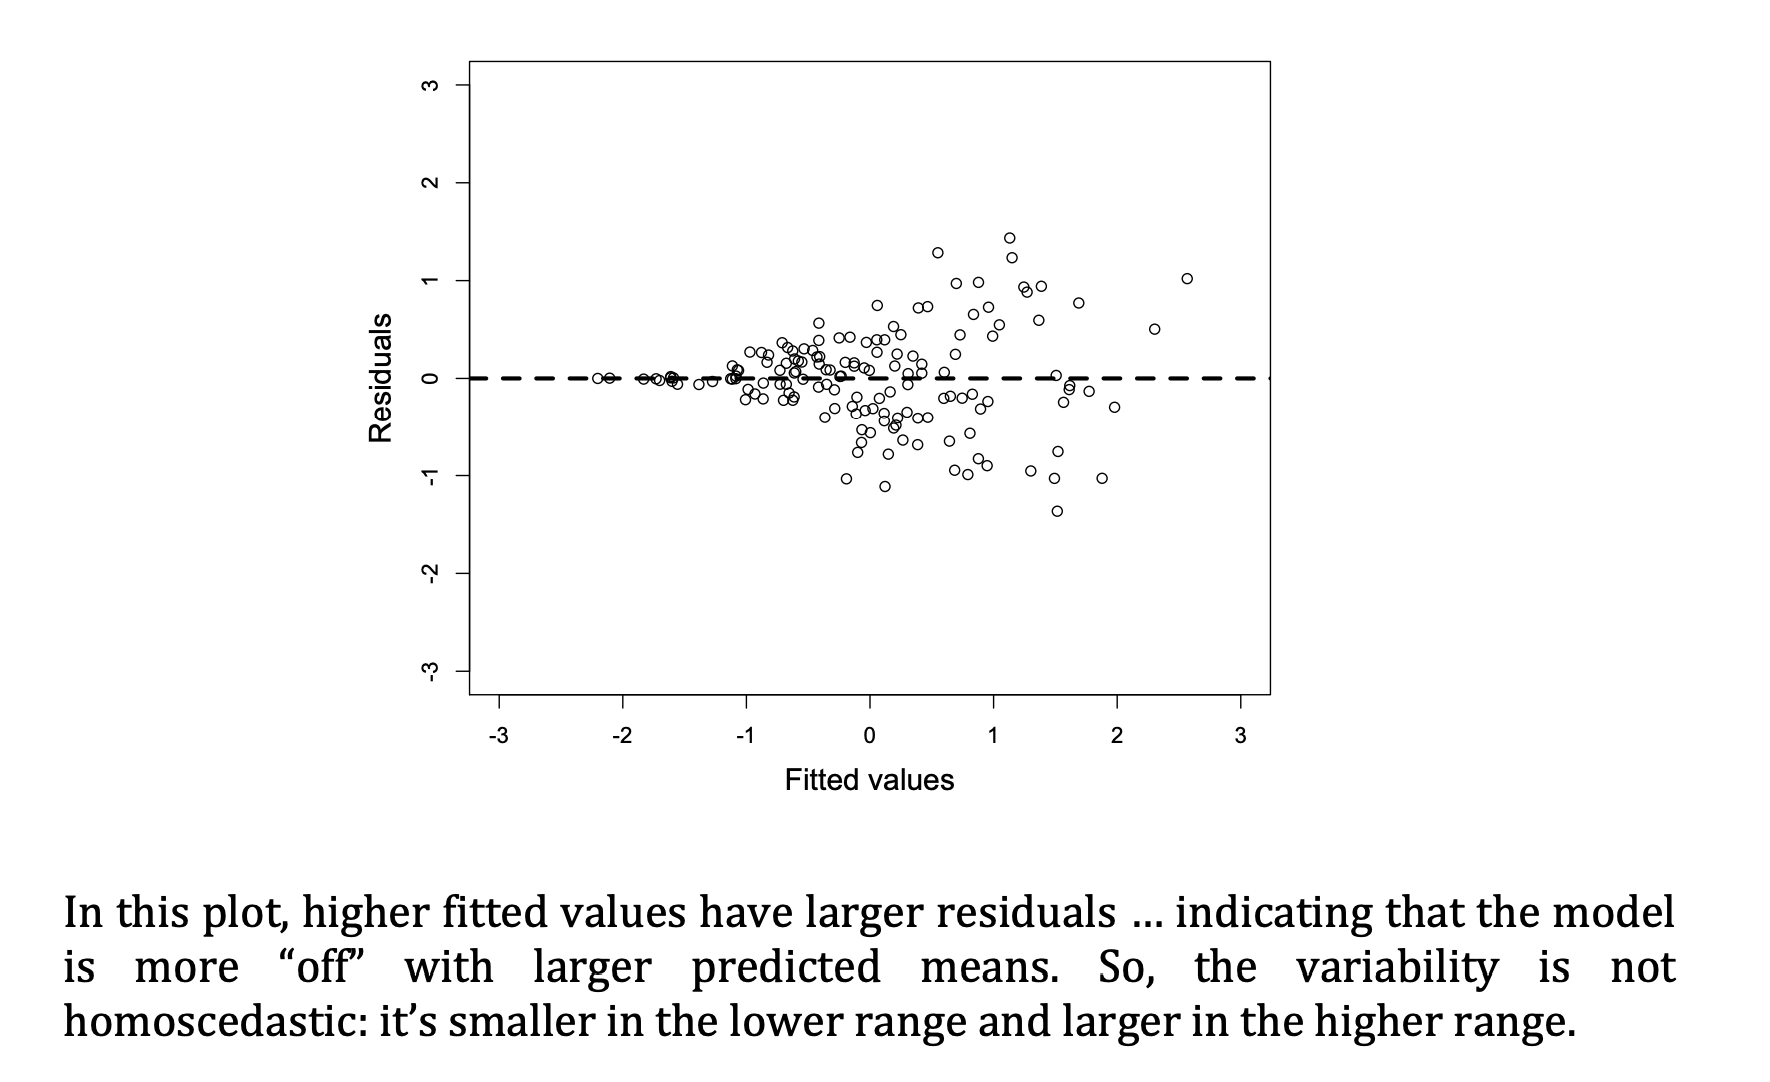 3
2
1
0
-1
-2
-3
Residuals
-3 -2 -1 0 1 2 3
Fitted values
In this plot, higher fitted values have larger residuals … indicating that the model
is more “off” with larger predicted means. So, the variability is not
homoscedastic: it’s smaller in the lower range and larger in the higher range.